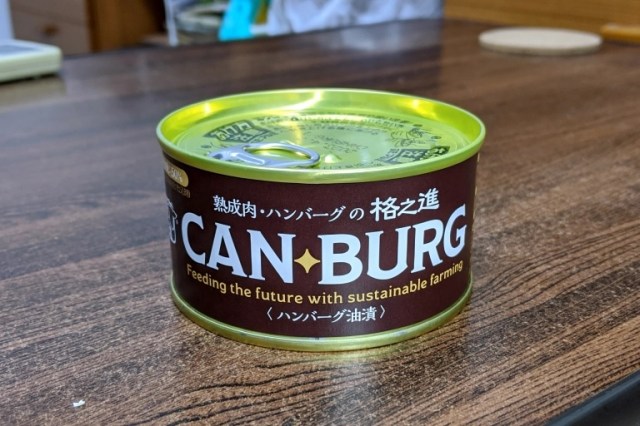 熟成肉・ハンバーグの格之進
CAN✦BURG
Feeding the future with sustainable farming
〈ハンバーグ油漬〉